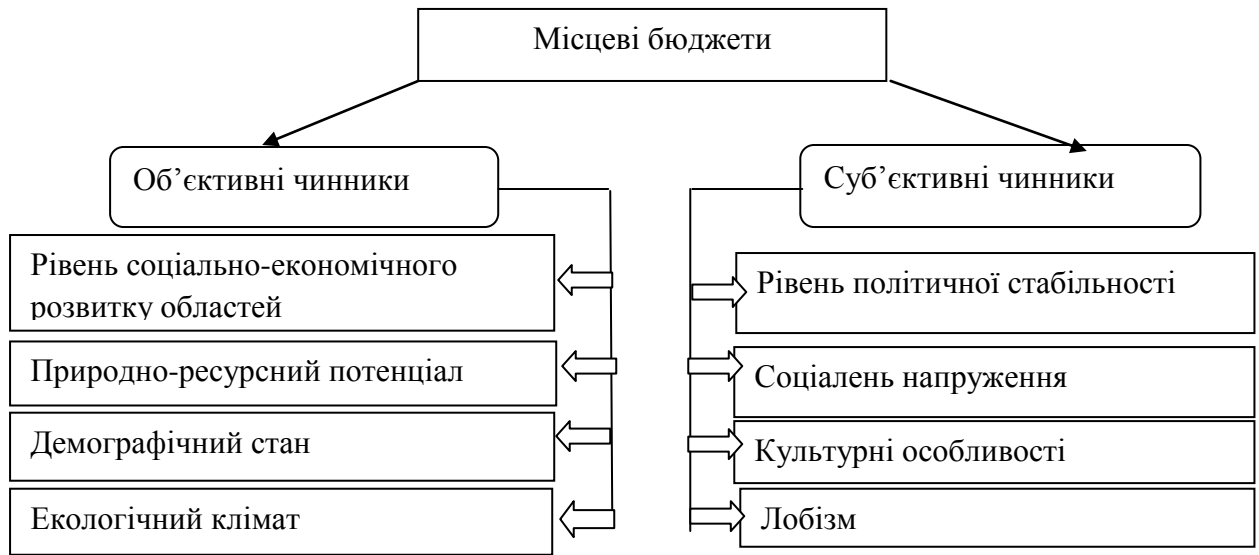 Місцеві бюджети
Об’єктивні чинники
Суб’єктивні чинники
Рівень соціально-економічного
розвитку областей
Природно-ресурсний потенціал
Демографічний стан
Екологічний клімат
Рівень політичної стабільності
Соціалень напруження
Культурні особливості
Лобізм